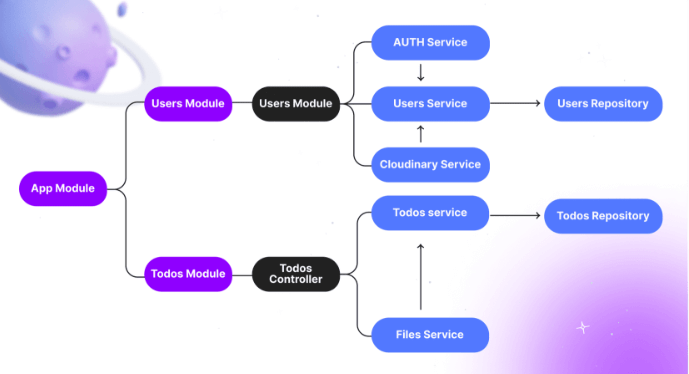 AUTH Service
Users Module
Users Module
Users Service
Users Repository
Cloudinary Service
App Module
Todos service
Todos Repository
Todos Module
Todos
Controller
Files Service